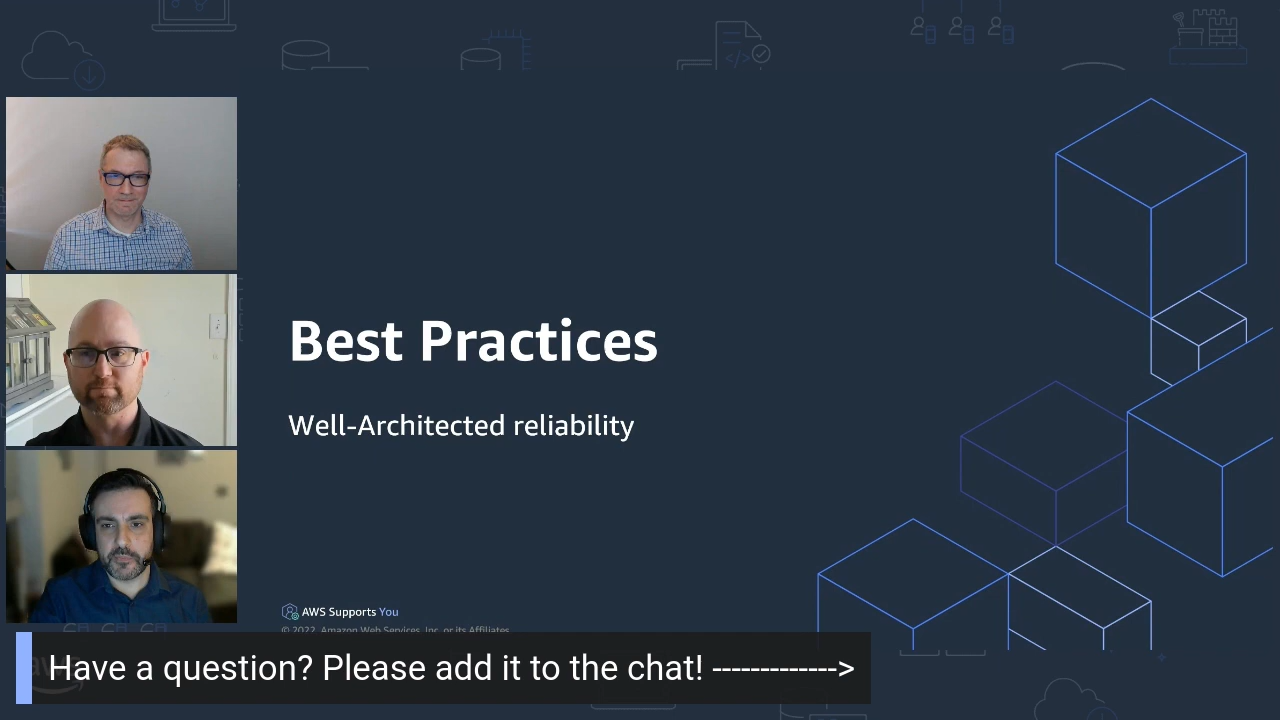 Best Practices
Well-Architected reliability
AWS Supports You
© 2022, Amazon Web Services, Inc. or its Affiliates.
Have a question? Please add it to the chat! ------------->
aws